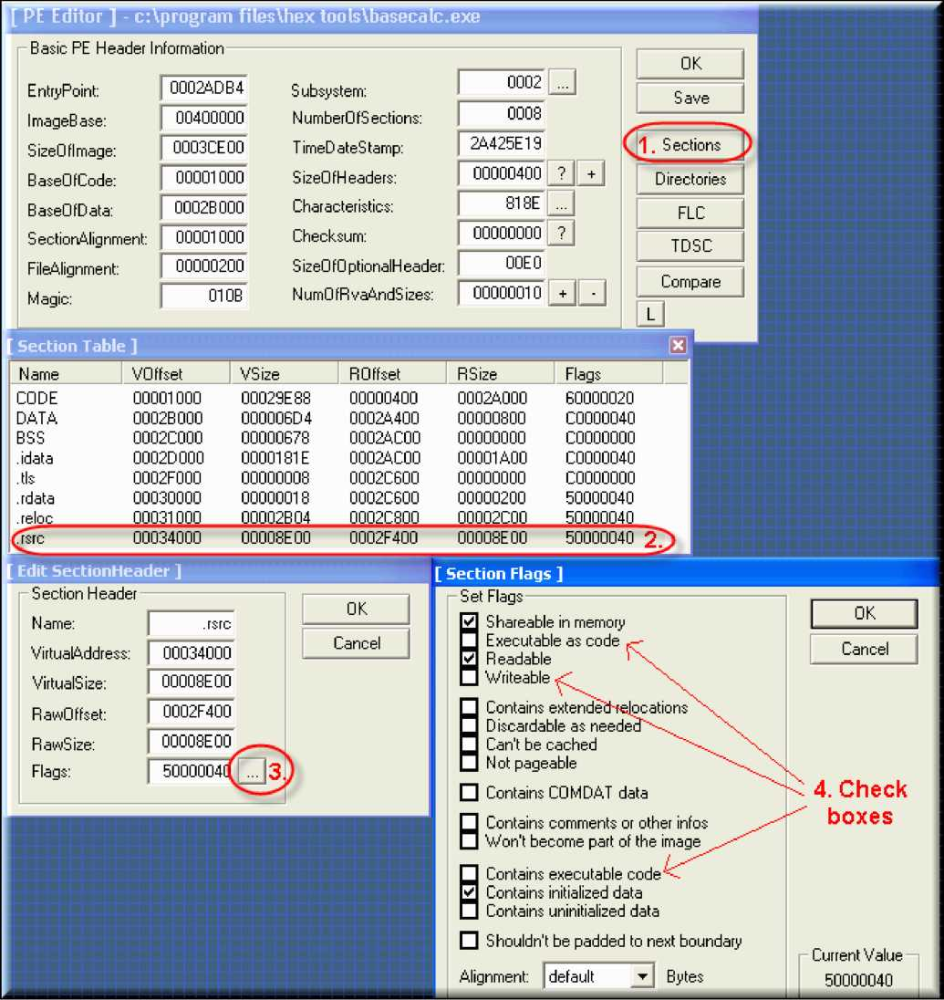 [ PE Editor ] - c:\program files\hex tools\basecalc.exe
Basic PE Header Information
EntryPoint: 0002ADB4
ImageBase: 00400000
SizeOfImage: 0003CE00
BaseOfCode: 00001000
BaseOfData: 0002B000
SectionAlignment: 00001000
FileAlignment: 00000200
Magic: 010B
Subsystem: 0002 ...
NumberOfSections: 0008
TimeDateStamp: 2A425E19
SizeOfHeaders: 00000400 ? +
Characteristics: 818E ...
Checksum: 00000000 ?
SizeOfOptionalHeader: 00E0
NumOfRvaAndSizes: 00000010 + -
OK
Save
1. Sections
Directories
FLC
TDSC
Compare
L
[ Section Table ]
Name VOffset VSize ROffset RSize Flags
CODE 00001000 00029E88 00000400 0002A000 60000020
DATA 0002B000 000006D4 0002A400 00000800 C0000040
BSS 0002C000 00000678 0002AC00 00000000 C0000000
.idata 0002D000 0000181E 0002AC00 00001A00 C0000040
.tls 0002F000 00000008 0002C600 00000000 C0000000
.rdata 00030000 00000018 0002C600 00000200 50000040
.reloc 00031000 00002B04 0002C800 00002C00 50000040
.rsrc 00034000 00008E00 0002F400 00008E00 50000040 2.
[ Edit SectionHeader ]
Section Header
Name: .rsrc
VirtualAddress: 00034000
VirtualSize: 00008E00
RawOffset: 0002F400
RawSize: 00008E00
Flags: 50000040 ... 3.
OK
Cancel
[ Section Flags ]
Set Flags
Shareable in memory
Executable as code
Readable
Writeable
Contains extended relocations
Discardable as needed
Can't be cached
Not pageable
Contains COMDAT data
Contains comments or other infos
Won't become part of the image
Contains executable code
Contains initialized data
Contains uninitialized data
Shouldn't be padded to next boundary
Alignment: default Bytes
OK
Cancel
4. Check
boxes
Current Value
50000040